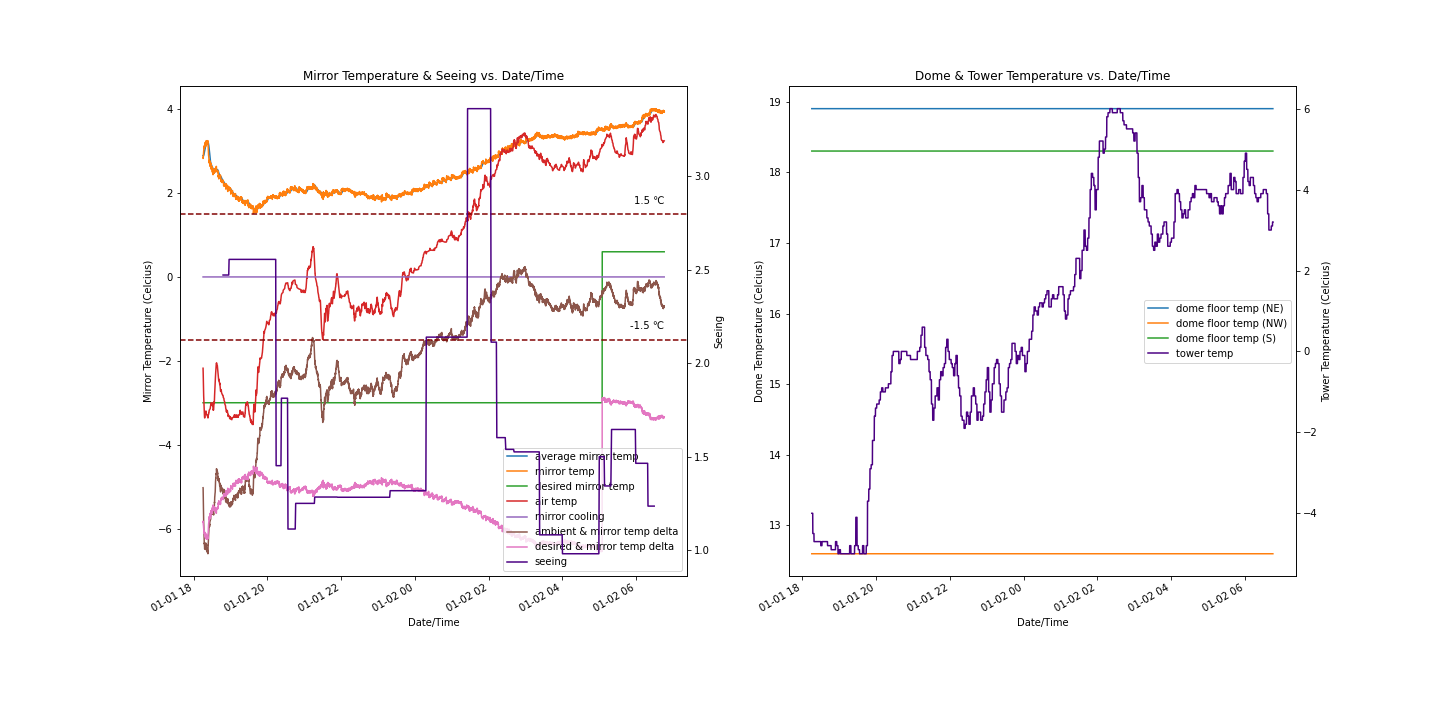 Mirror Temperature & Seeing vs. Date/Time
4
2
0
−2
−4
−6
Mirror Temperature (Celcius)
3.0
2.5
2.0
1.5
1.0
Seeing
1.5 °C
-1.5 °C
average mirror temp
mirror temp
desired mirror temp
air temp
mirror cooling
ambient & mirror temp delta
desired & mirror temp delta
seeing
01-01 18
01-01 20
01-01 22
01-02 00
01-02 02
01-02 04
01-02 06
Date/Time
Dome & Tower Temperature vs. Date/Time
19
18
17
16
15
14
13
Dome Temperature (Celcius)
6
4
2
0
−2
−4
Tower Temperature (Celcius)
dome floor temp (NE)
dome floor temp (NW)
dome floor temp (S)
tower temp
01-01 18
01-01 20
01-01 22
01-02 00
01-02 02
01-02 04
01-02 06
Date/Time